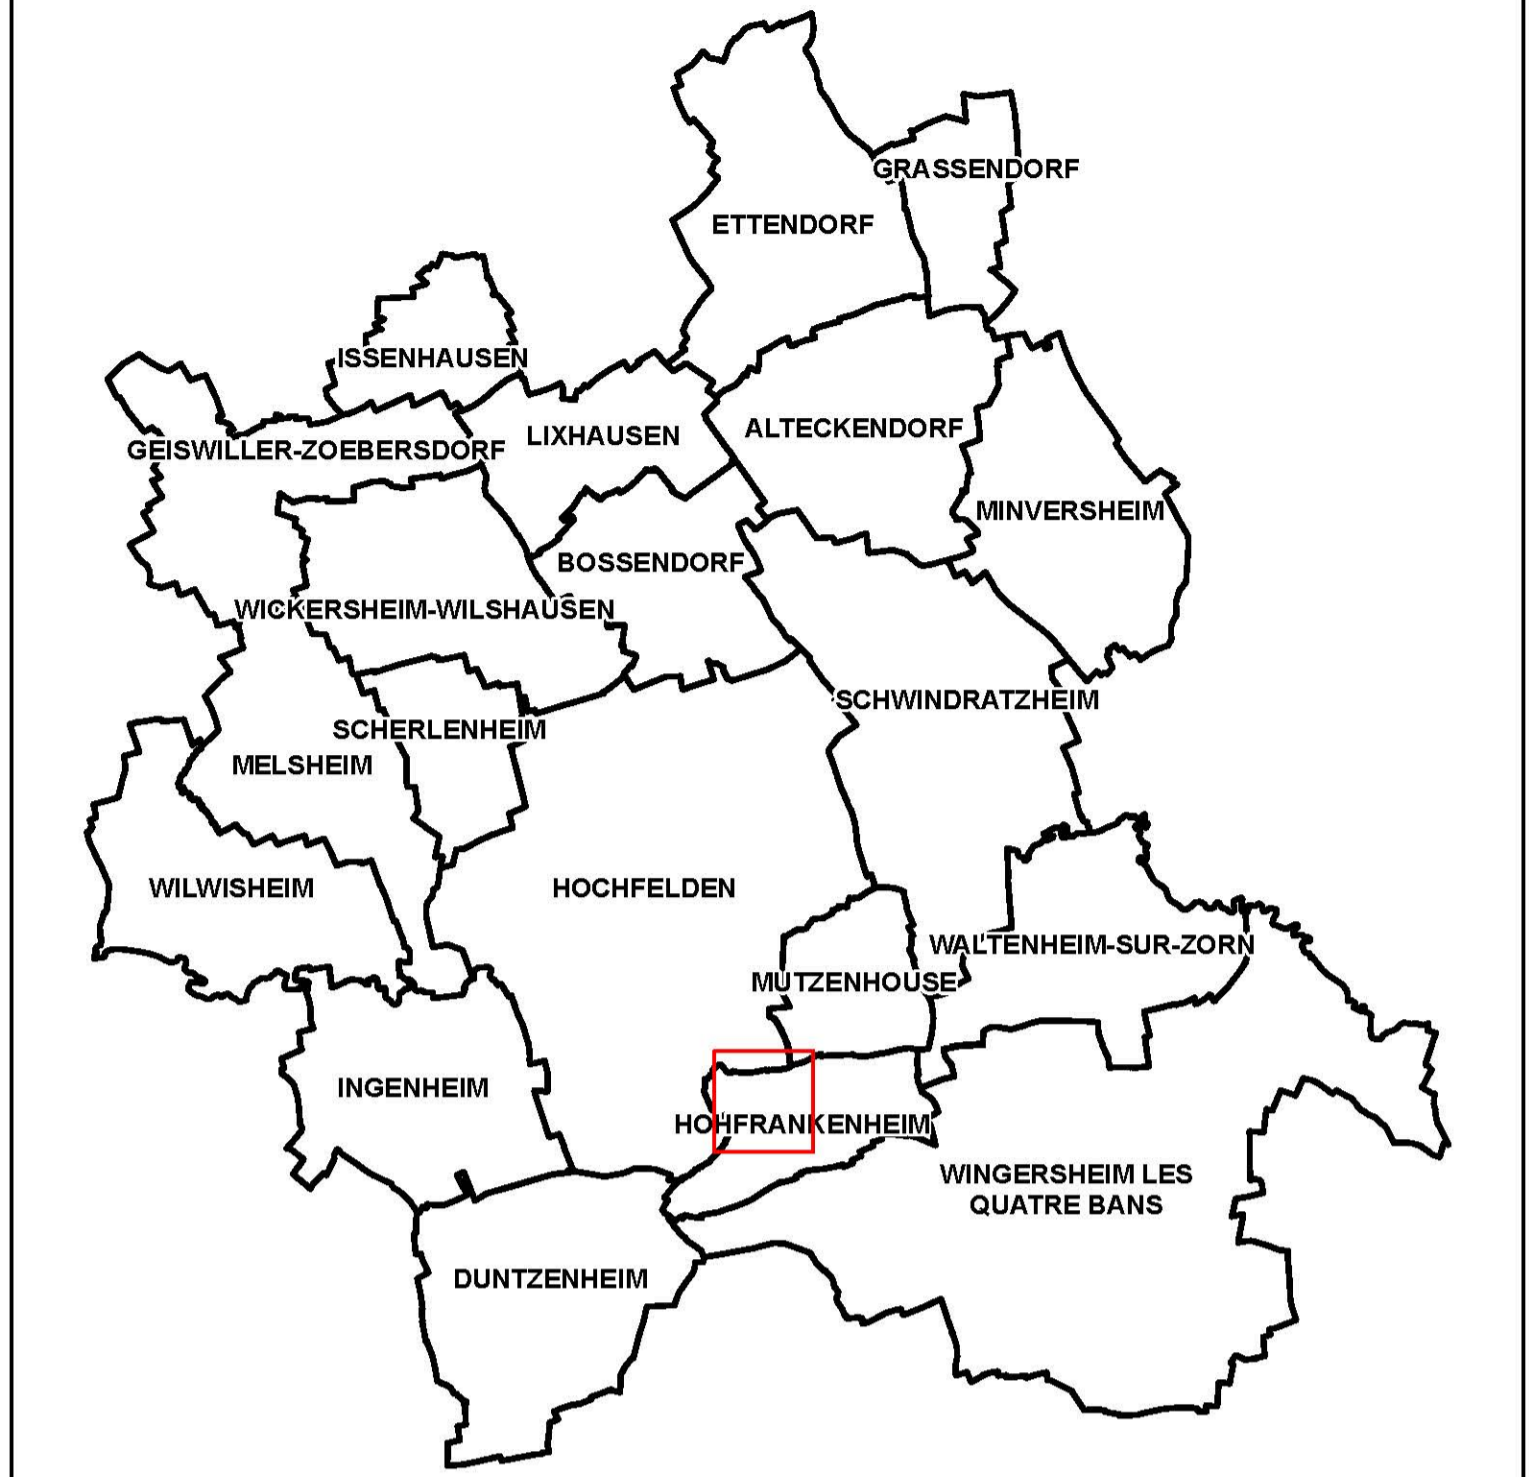 GRASSENDORF
ETTENDORF
ISSENHAUSEN
ALTECKENDORF
LIXHAUSEN
GEISWILLER-ZOEBERSDORF
MINVERSHEIM
BOSSENDORF
WICKERSHEIM-WILSHAUSEN
SCHWINDRATZHEIM
SCHERLENHEIM
MELSHEIM
WILWISHEIM
HOCHFELDEN
WALTENHEIM-SUR-ZORN
MUTZENHOUSE
INGENHEIM
HOHFRANKENHEIM
WINGERSHEIM LES
QUATRE BANS
DUNTZENHEIM